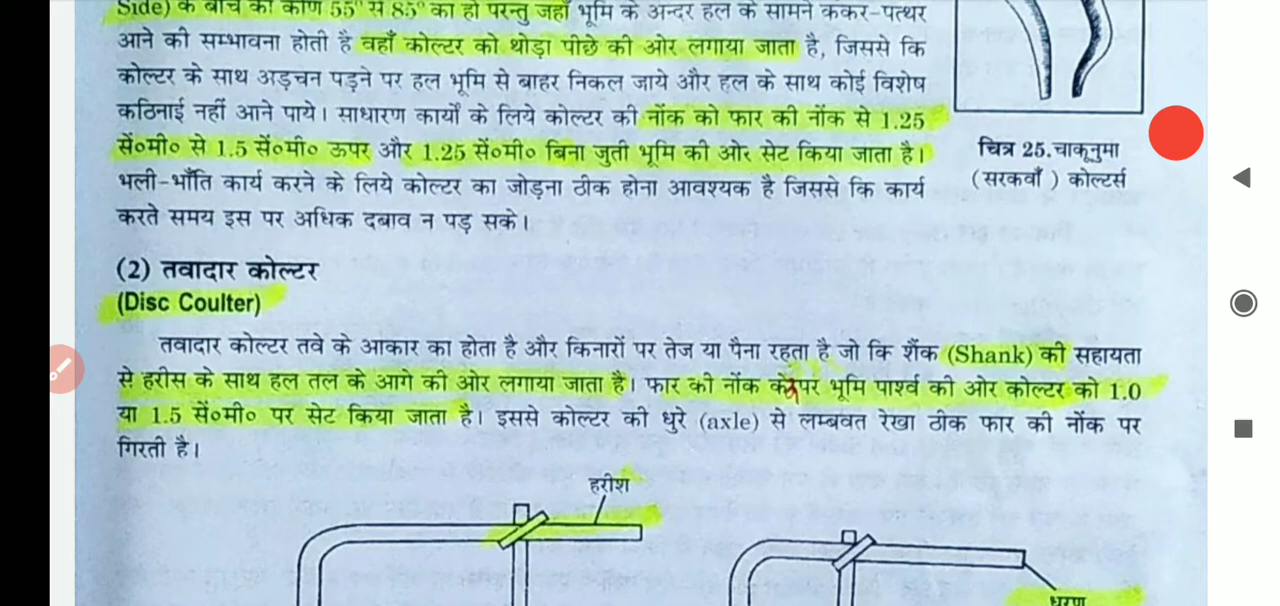 Side) के बीच का कोण 55° से 85° का हो परन्तु जहाँ भूमि के अन्दर हल के सामने कंकर-पत्थर
आने की सम्भावना होती है वहाँ कोल्टर को थोड़ा पीछे की ओर लगाया जाता है, जिससे कि
कोल्टर के साथ अड़चन पड़ने पर हल भूमि से बाहर निकल जाये और हल के साथ कोई विशेष
कठिनाई नहीं आने पाये। साधारण कार्यों के लिये कोल्टर की नोंक को फार की नोंक से 1.25
सें०मी० से 1.5 सें०मी० ऊपर और 1.25 सें०मी० बिना जुती भूमि की ओर सेट किया जाता है।
भली-भाँति कार्य करने के लिये कोल्टर का जोड़ना ठीक होना आवश्यक है जिससे कि कार्य
करते समय इस पर अधिक दबाव न पड़ सके।
चित्र 25.चाकूनुमा
(सरकवाँ) कोल्टर्स
(2) तवादार कोल्टर
(Disc Coulter)
तवादार कोल्टर तवे के आकार का होता है और किनारों पर तेज या पैना रहता है जो कि शैंक (Shank) की सहायता
से हरीस के साथ हल तल के आगे की ओर लगाया जाता है। फार की नोंक के पर भूमि पार्श्व की ओर कोल्टर को 1.0
या 1.5 सें०मी० पर सेट किया जाता है। इससे कोल्टर की धुरे (axle) से लम्बवत रेखा ठीक फार की नोंक पर
गिरती है।
हरीश
धरण